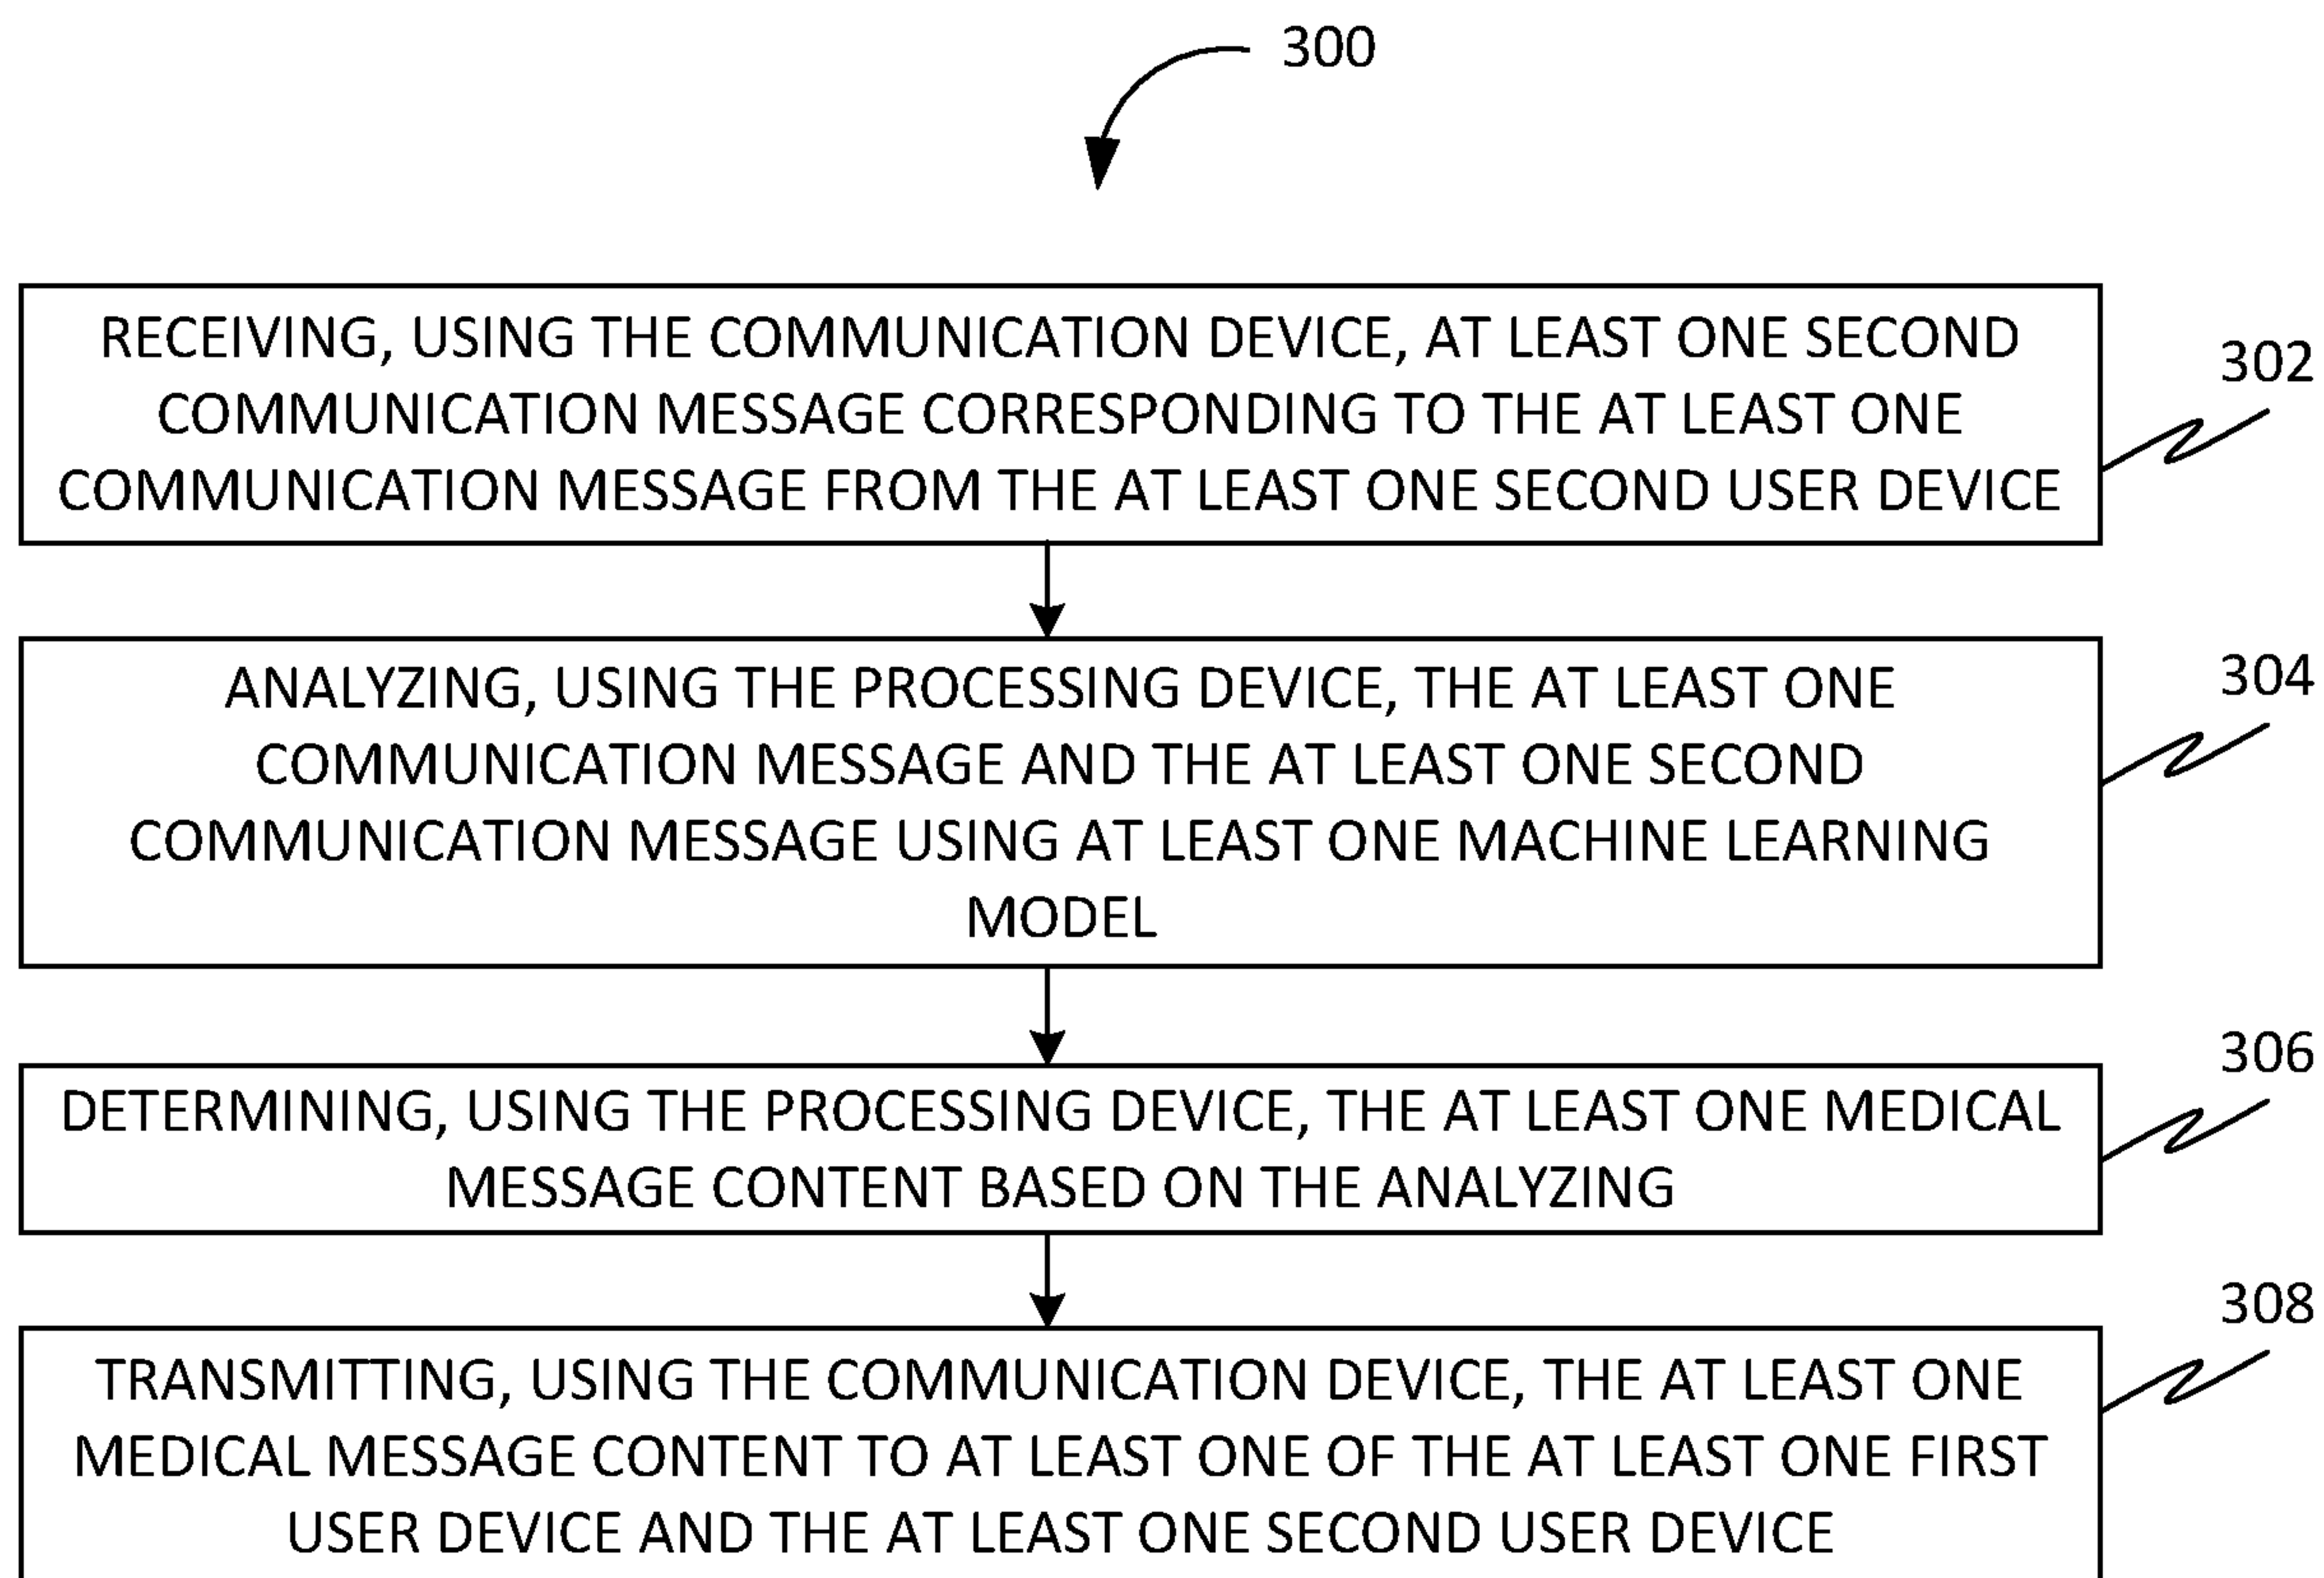 300
RECEIVING, USING THE COMMUNICATION DEVICE, AT LEAST ONE SECOND
COMMUNICATION MESSAGE CORRESPONDING TO THE AT LEAST ONE
COMMUNICATION MESSAGE FROM THE AT LEAST ONE SECOND USER DEVICE
302
ANALYZING, USING THE PROCESSING DEVICE, THE AT LEAST ONE
COMMUNICATION MESSAGE AND THE AT LEAST ONE SECOND
COMMUNICATION MESSAGE USING AT LEAST ONE MACHINE LEARNING
MODEL
304
DETERMINING, USING THE PROCESSING DEVICE, THE AT LEAST ONE MEDICAL
MESSAGE CONTENT BASED ON THE ANALYZING
306
TRANSMITTING, USING THE COMMUNICATION DEVICE, THE AT LEAST ONE
MEDICAL MESSAGE CONTENT TO AT LEAST ONE OF THE AT LEAST ONE FIRST
USER DEVICE AND THE AT LEAST ONE SECOND USER DEVICE
308